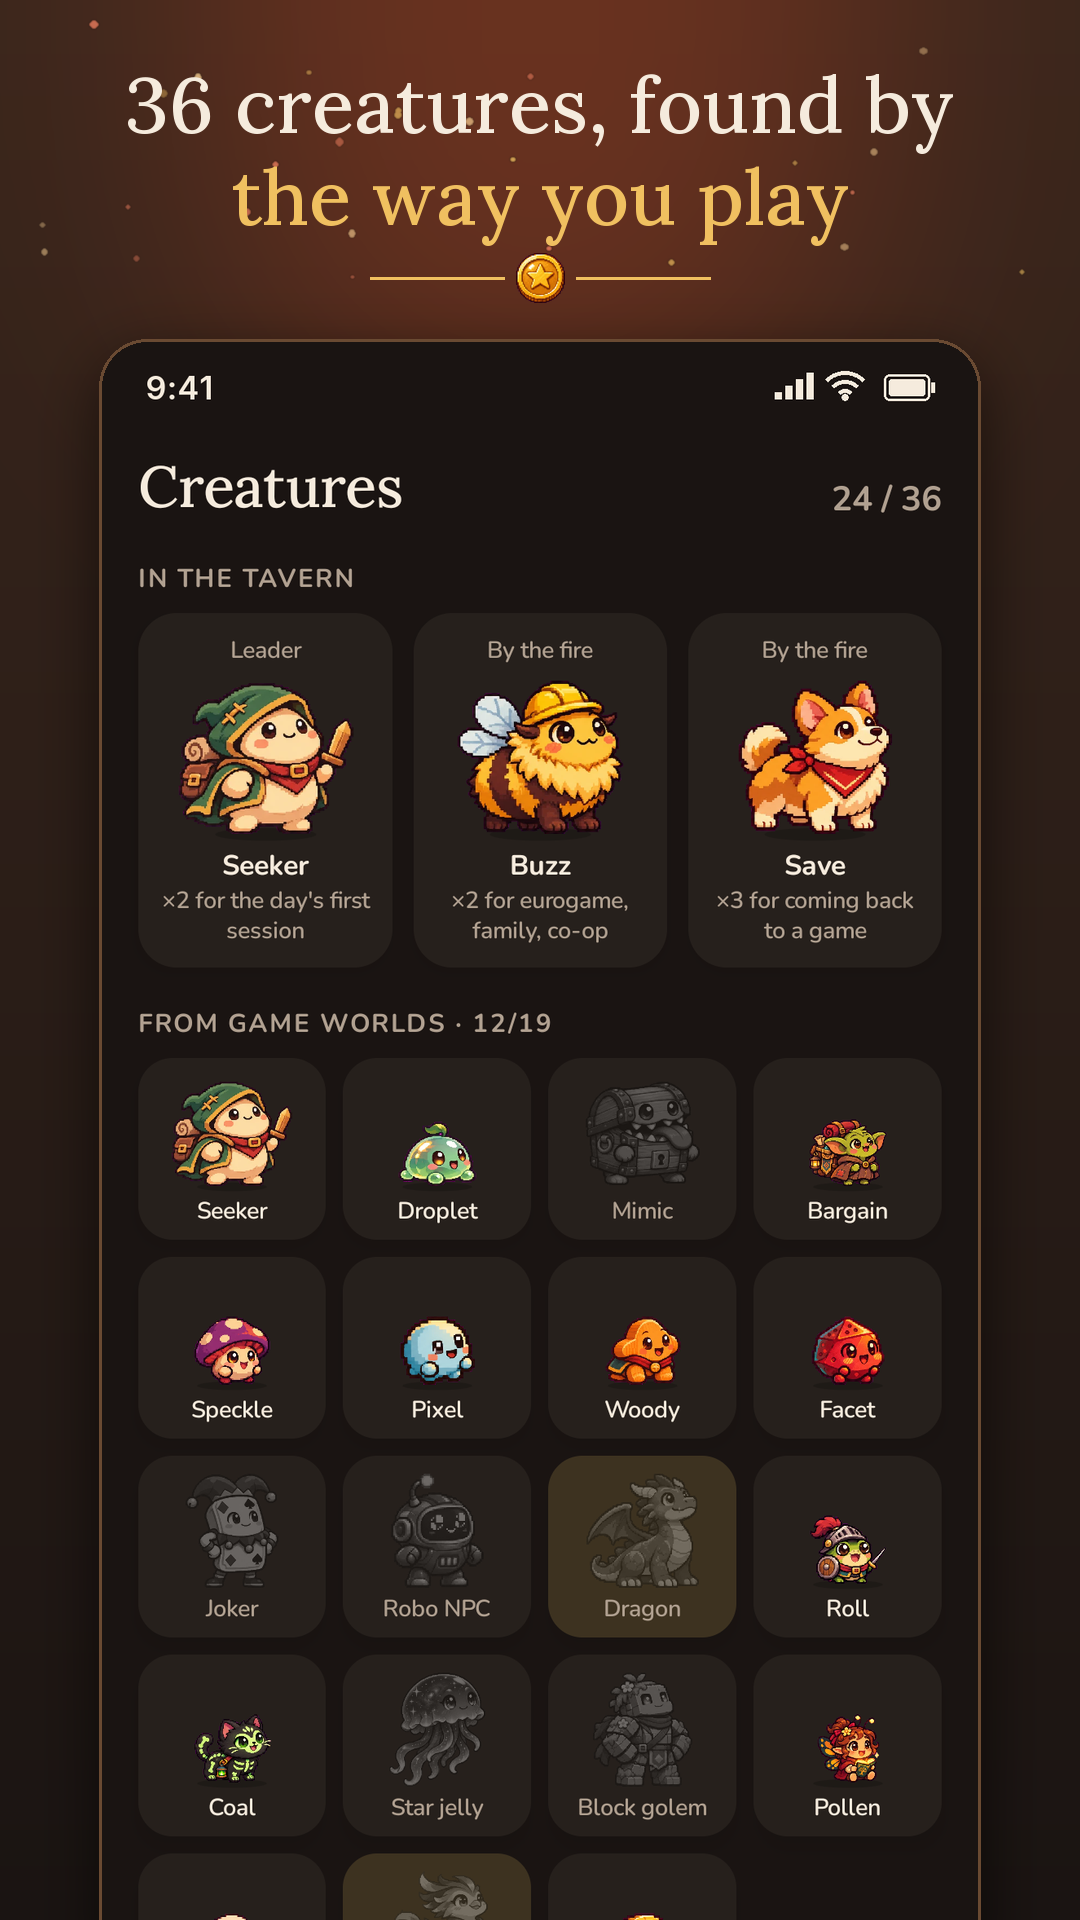 36 creatures, found by
the way you play
9:41
Creatures
24 / 36
IN THE TAVERN
Leader
Seeker
×2 for the day's first
session
By the fire
Buzz
×2 for eurogame,
family, co-op
By the fire
Save
×3 for coming back
to a game
FROM GAME WORLDS · 12/19
Seeker
Droplet
Mimic
Bargain
Speckle
Pixel
Woody
Facet
Joker
Robo NPC
Dragon
Roll
Coal
Star jelly
Block golem
Pollen